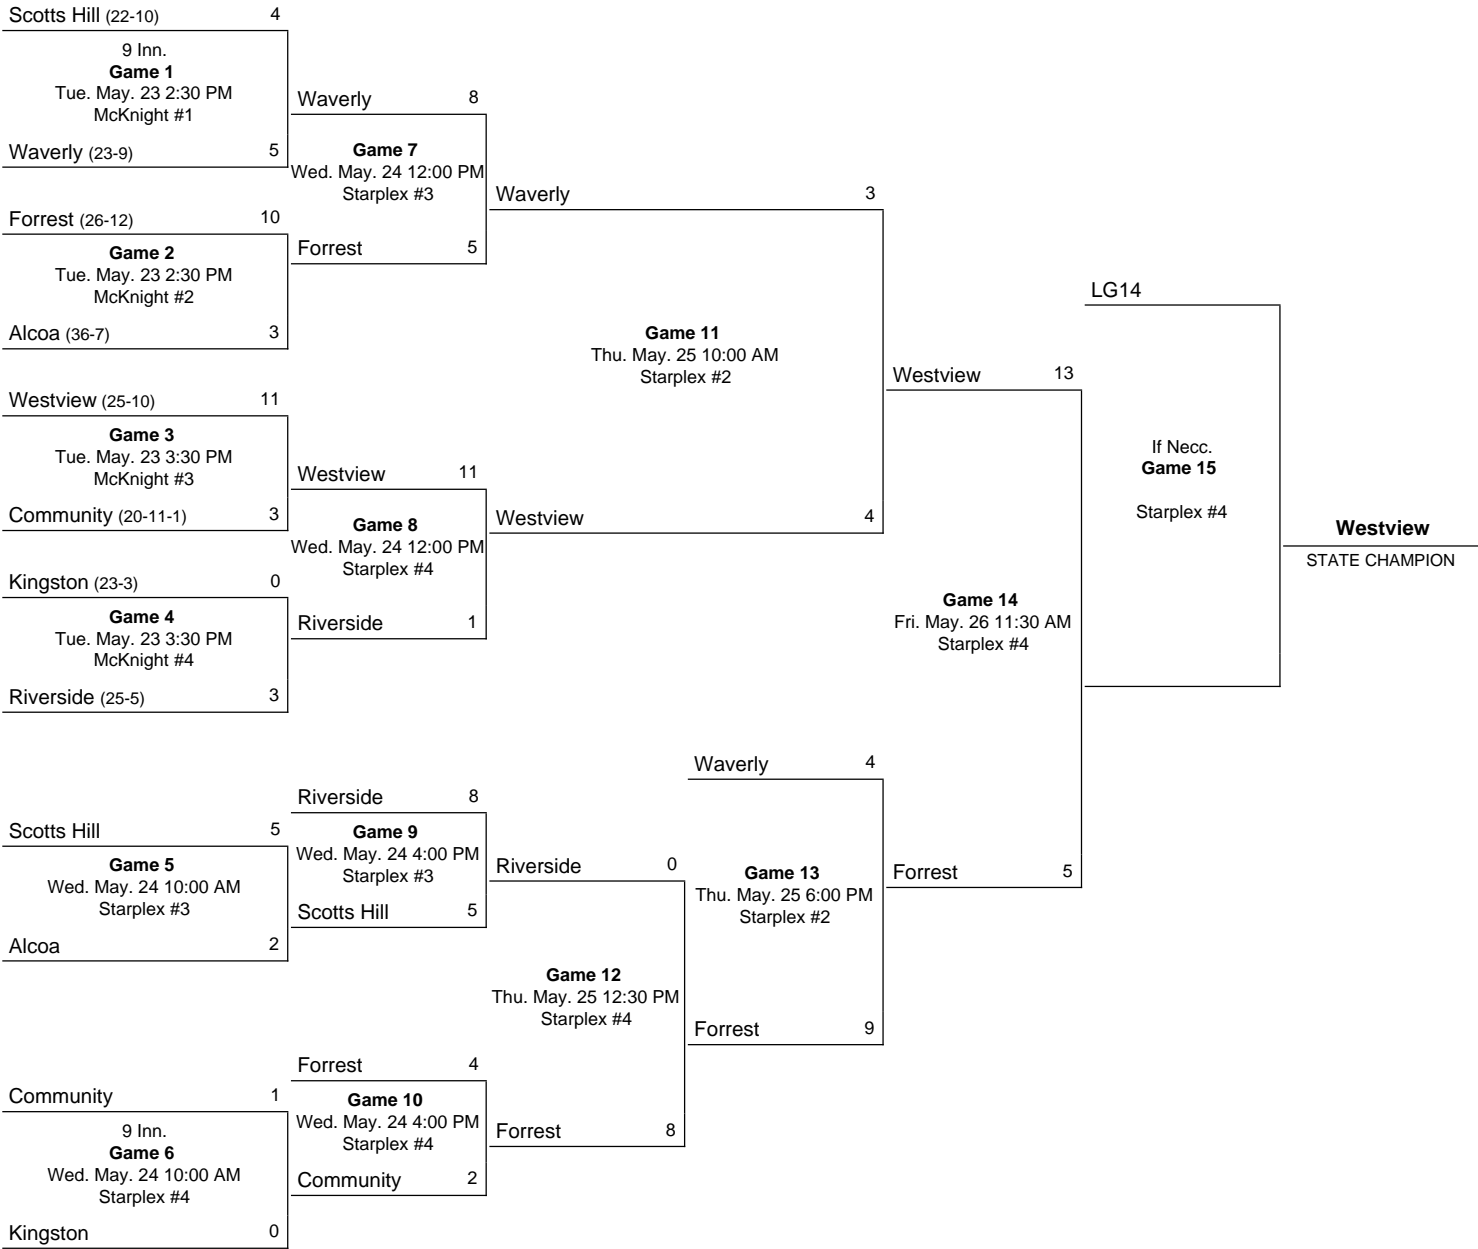 Scotts Hill (22-10) 4
9 Inn.
Game 1
Tue. May. 23 2:30 PM
McKnight #1
Waverly (23-9) 5
Forrest (26-12) 10
Game 2
Tue. May. 23 2:30 PM
McKnight #2
Alcoa (36-7) 3
Westview (25-10) 11
Game 3
Tue. May. 23 3:30 PM
McKnight #3
Community (20-11-1) 3
Kingston (23-3) 0
Game 4
Tue. May. 23 3:30 PM
McKnight #4
Riverside (25-5) 3
Scotts Hill 5
Game 5
Wed. May. 24 10:00 AM
Starplex #3
Alcoa 2
Community 1
9 Inn.
Game 6
Wed. May. 24 10:00 AM
Starplex #4
Kingston 0
Waverly 8
Game 7
Wed. May. 24 12:00 PM
Starplex #3
Forrest 5
Westview 11
Game 8
Wed. May. 24 12:00 PM
Starplex #4
Riverside 1
Riverside 8
Game 9
Wed. May. 24 4:00 PM
Starplex #3
Scotts Hill 5
Forrest 4
Game 10
Wed. May. 24 4:00 PM
Starplex #4
Community 2
Waverly 3
Game 11
Thu. May. 25 10:00 AM
Starplex #2
Westview 4
Riverside 0
Game 12
Thu. May. 25 12:30 PM
Starplex #4
Forrest 8
Waverly 4
Game 13
Thu. May. 25 6:00 PM
Starplex #2
Forrest 9
Westview 13
Game 14
Fri. May. 26 11:30 AM
Starplex #4
Forrest 5
LG14
If Necc.
Game 15
Starplex #4
Westview
STATE CHAMPION